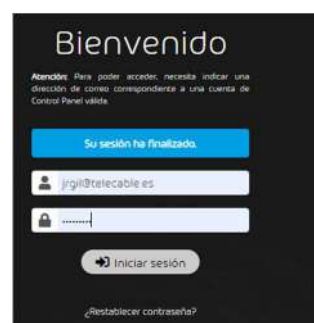 Bienvenido
Atención: Para poder acceder, necesita indicar una
dirección de correo correspondiente a una cuenta de
Control Panel válida.
Su sesión ha finalizado.
jrgil@telecable.es
.........
Iniciar sesión
¿Restablecer contraseña?